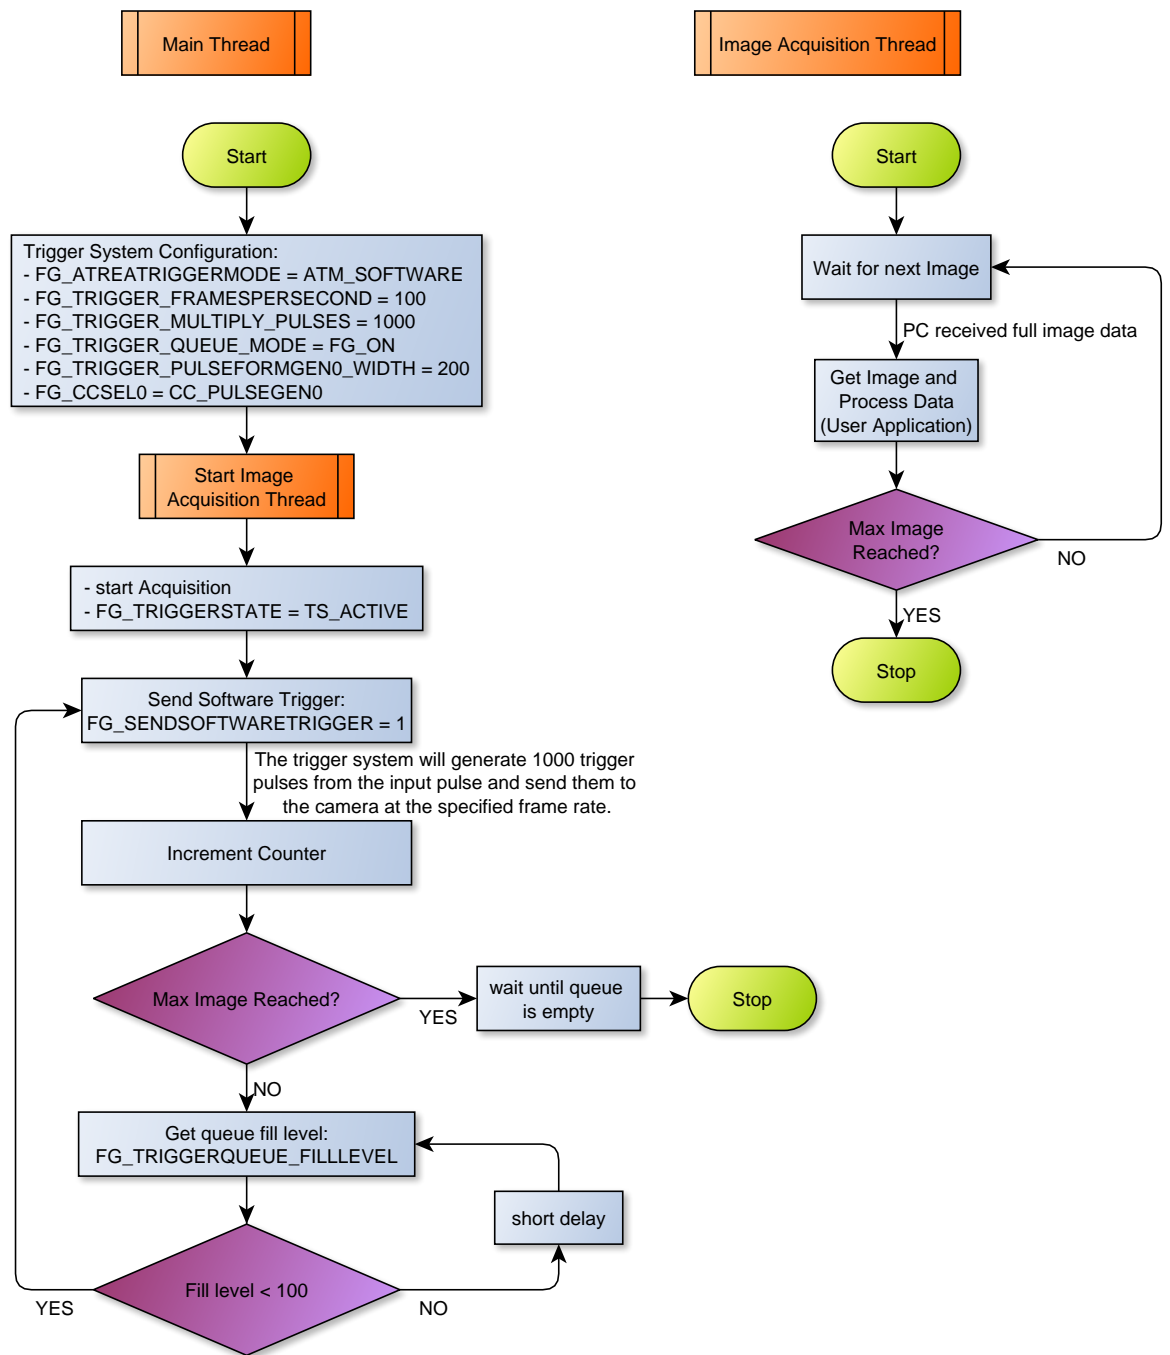 Main Thread
Image Acquisition Thread
Start
Trigger System Configuration:
- FG_ATREATRIGGERMODE = ATM_SOFTWARE
- FG_TRIGGER_FRAMESPERSECOND = 100
- FG_TRIGGER_MULTIPLY_PULSES = 1000
- FG_TRIGGER_QUEUE_MODE = FG_ON
- FG_TRIGGER_PULSEFORMGEN0_WIDTH = 200
- FG_CCSEL0 = CC_PULSEGEN0
Start Image
Acquisition Thread
- start Acquisition
- FG_TRIGGERSTATE = TS_ACTIVE
Send Software Trigger:
FG_SENDSOFTWARETRIGGER = 1
The trigger system will generate 1000 trigger
pulses from the input pulse and send them to
the camera at the specified frame rate.
Increment Counter
Max Image Reached?
YES
wait until queue
is empty
Stop
NO
Get queue fill level:
FG_TRIGGERQUEUE_FILLLEVEL
short delay
Fill level < 100
YES
NO
Start
Wait for next Image
PC received full image data
Get Image and
Process Data
(User Application)
Max Image
Reached?
NO
YES
Stop